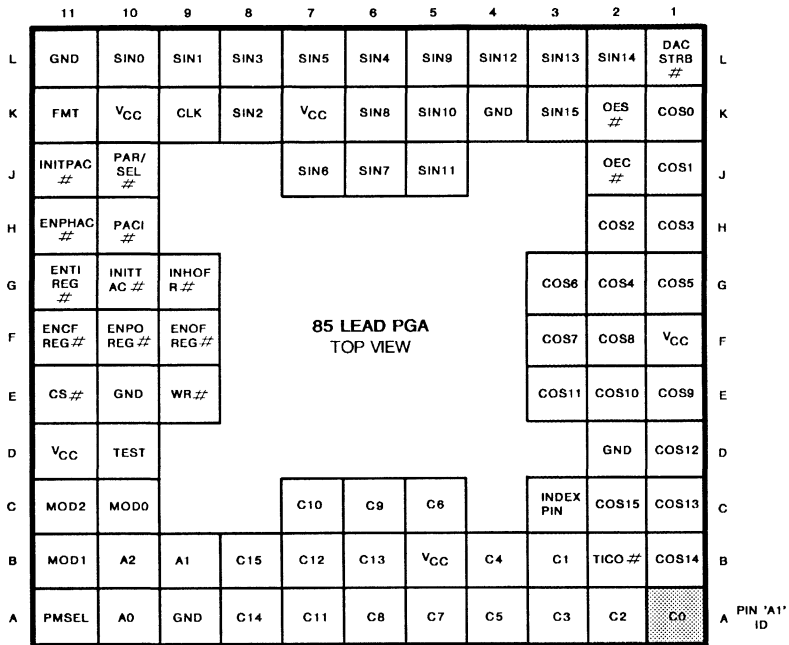 11 10 9 8 7 6 5 4 3 2 1
L GND SIN0 SIN1 SIN3 SIN5 SIN4 SIN9 SIN12 SIN13 SIN14 DAC STRB # L
K FMT VCC CLK SIN2 VCC SIN8 SIN10 GND SIN15 OES # COS0 K
J INITPAC # PAR/ SEL # SIN6 SIN7 SIN11 OEC # COS1 J
H ENPHAC # PACI # COS2 COS3 H
G ENTI REG # INITT AC # INHOF R # COS6 COS4 COS5 G
F ENCF REG # ENPO REG # ENOF REG # COS7 COS8 VCC F
85 LEAD PGA
TOP VIEW
E CS # GND WR # COS11 COS10 COS9 E
D VCC TEST GND COS12 D
C MOD2 MOD0 C10 C9 C6 INDEX PIN COS15 COS13 C
B MOD1 A2 A1 C15 C12 C13 VCC C4 C1 TICO # COS14 B
A PMSEL A0 GND C14 C11 C8 C7 C5 C3 C2 C0 A PIN 'A1' ID